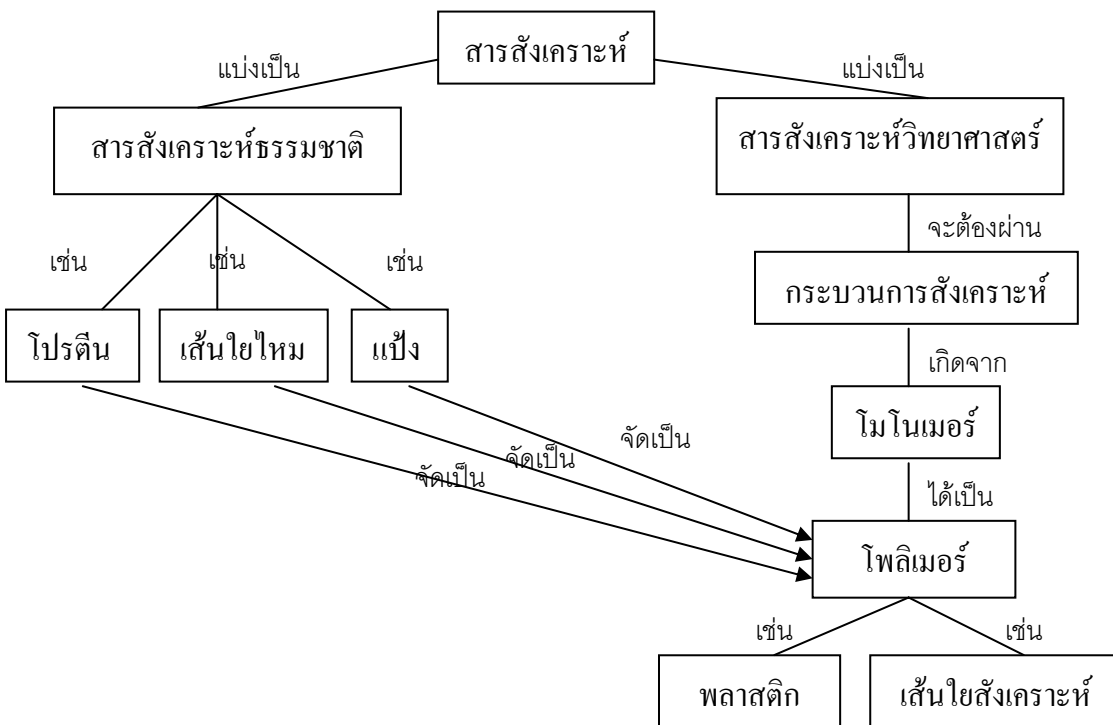 สารสังเคราะห์
แบ่งเป็น แบ่งเป็น
สารสังเคราะห์ธรรมชาติ สารสังเคราะห์วิทยาศาสตร์
จะต้องผ่าน
เช่น เช่น เช่น
กระบวนการสังเคราะห์
โปรตีน เส้นใยไหม แป้ง
เกิดจาก
โมโนเมอร์
จัดเป็น จัดเป็น จัดเป็น
ได้เป็น
โพลิเมอร์
เช่น เช่น
พลาสติก เส้นใยสังเคราะห์